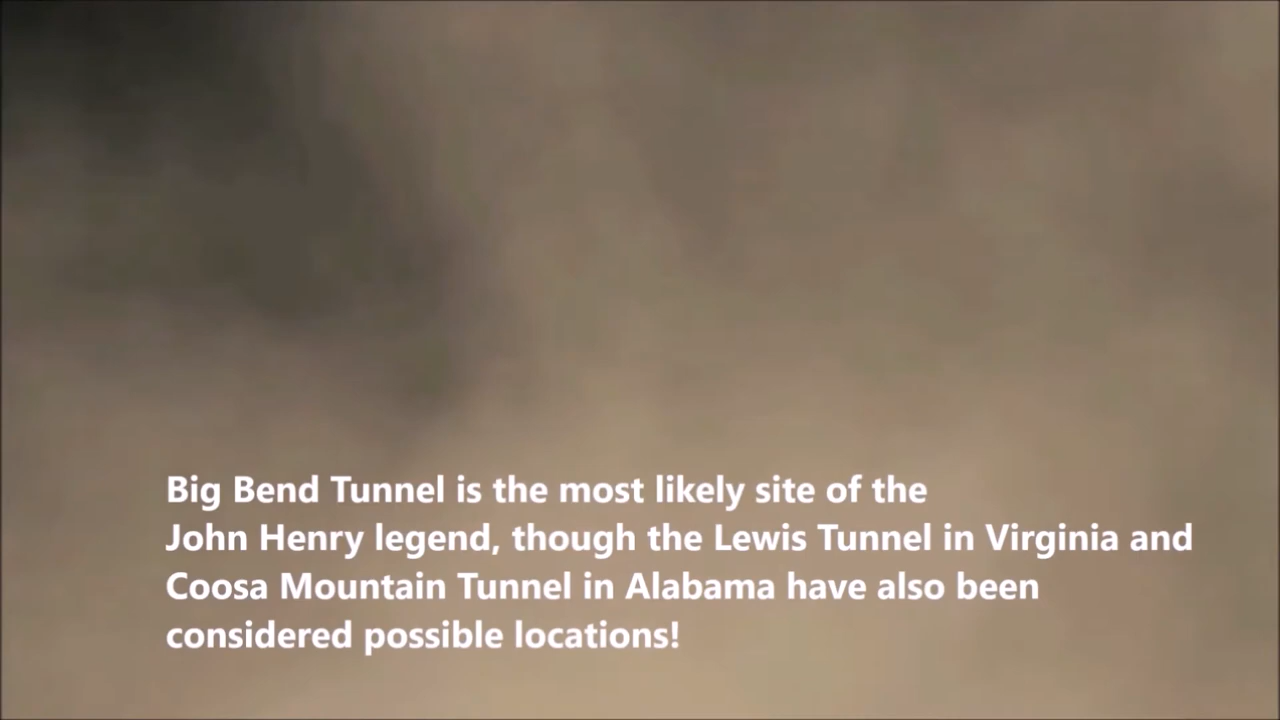 Big Bend Tunnel is the most likely site of the
John Henry legend, though the Lewis Tunnel in Virginia and
Coosa Mountain Tunnel in Alabama have also been
considered possible locations!